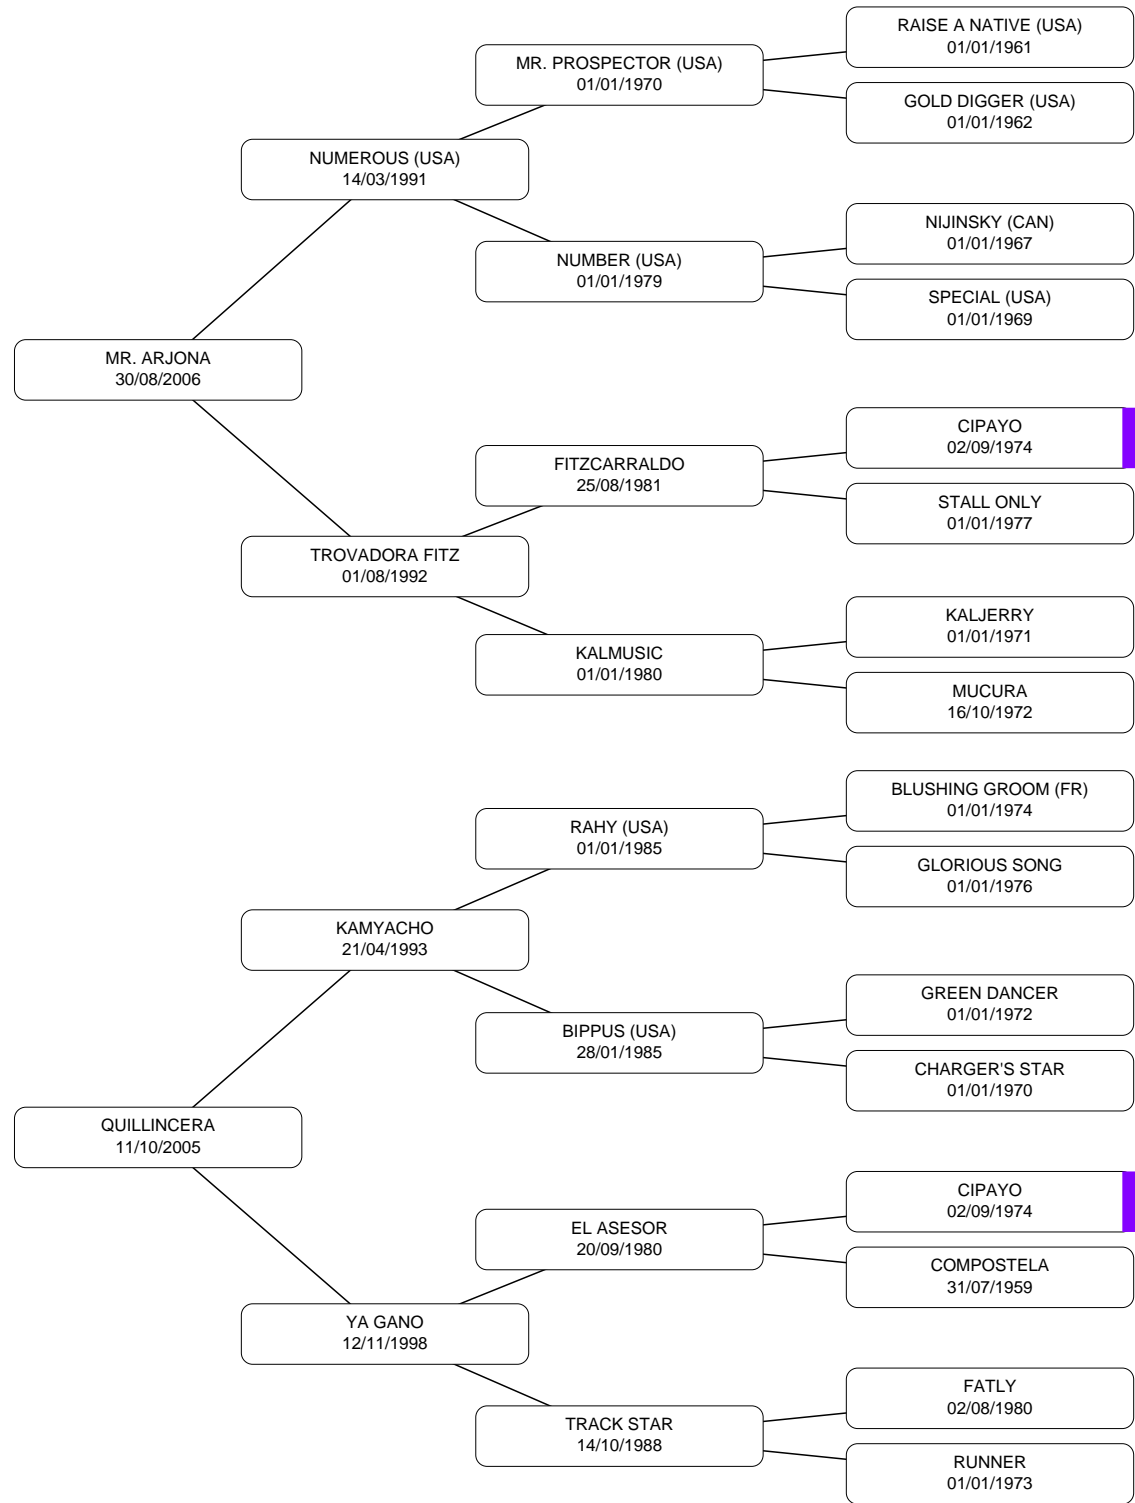 RAISE A NATIVE (USA)
01/01/1961
MR. PROSPECTOR (USA)
01/01/1970
GOLD DIGGER (USA)
01/01/1962
NUMEROUS (USA)
14/03/1991
NIJINSKY (CAN)
01/01/1967
NUMBER (USA)
01/01/1979
SPECIAL (USA)
01/01/1969
MR. ARJONA
30/08/2006
CIPAYO
02/09/1974
FITZCARRALDO
25/08/1981
STALL ONLY
01/01/1977
TROVADORA FITZ
01/08/1992
KALJERRY
01/01/1971
KALMUSIC
01/01/1980
MUCURA
16/10/1972
BLUSHING GROOM (FR)
01/01/1974
RAHY (USA)
01/01/1985
GLORIOUS SONG
01/01/1976
KAMYACHO
21/04/1993
GREEN DANCER
01/01/1972
BIPPUS (USA)
28/01/1985
CHARGER'S STAR
01/01/1970
QUILLINCERA
11/10/2005
CIPAYO
02/09/1974
EL ASESOR
20/09/1980
COMPOSTELA
31/07/1959
YA GANO
12/11/1998
FATLY
02/08/1980
TRACK STAR
14/10/1988
RUNNER
01/01/1973